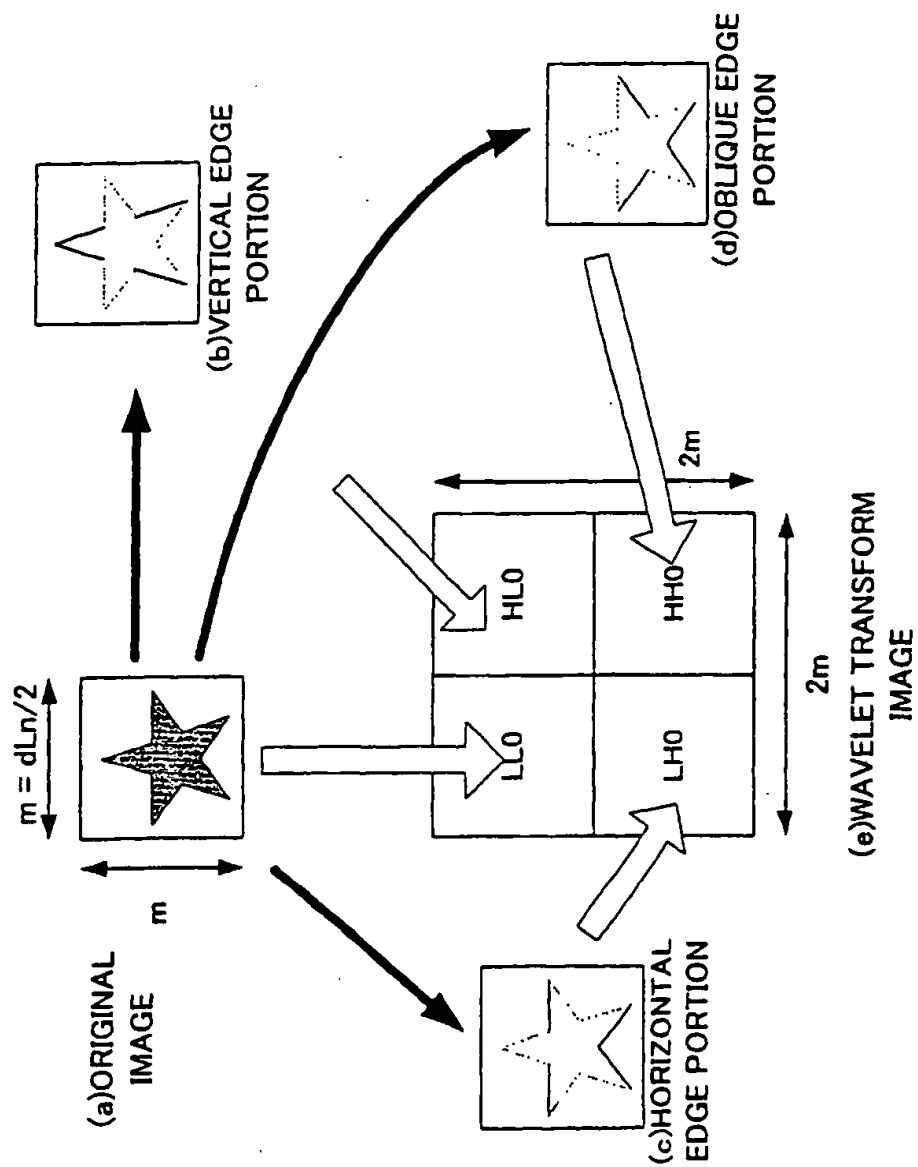 (a)ORIGINAL
IMAGE
m
m = dLn/2
(b)VERTICAL EDGE
PORTION
(c)HORIZONTAL
EDGE PORTION
LL0
HL0
LH0
HH0
2m
2m
(d)OBLIQUE EDGE
PORTION
(e)WAVELET TRANSFORM
IMAGE